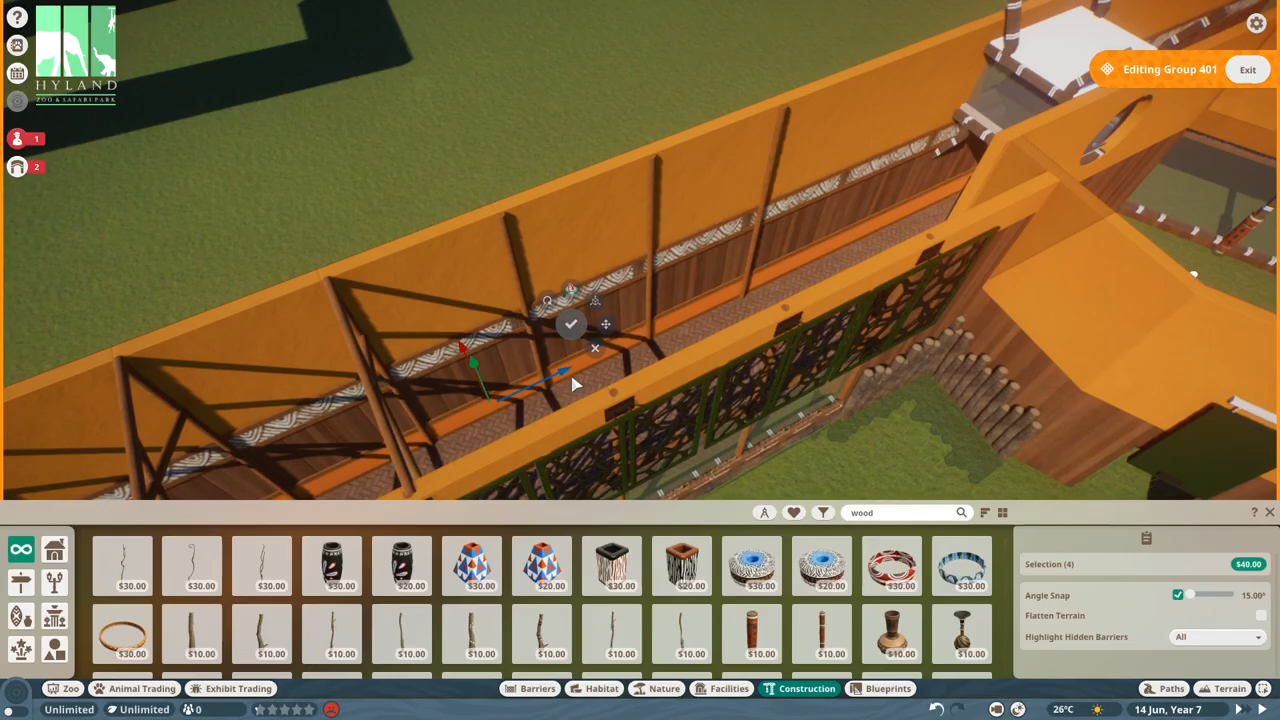 HYLAND
ZOO & SAFARI PARK
Editing Group 401
Exit
1
2
wood
$30.00 $30.00 $30.00 $30.00 $20.00 $30.00 $20.00 $30.00 $20.00 $30.00 $20.00 $30.00 $30.00
$30.00 $10.00 $10.00 $10.00 $10.00 $10.00 $10.00 $10.00 $10.00 $10.00 $10.00 $10.00 $10.00
Selection (4)
$40.00
Angle Snap
15.00°
Flatten Terrain
Highlight Hidden Barriers
All
Zoo
Animal Trading
Exhibit Trading
Barriers
Habitat
Nature
Facilities
Construction
Blueprints
Paths
Terrain
Unlimited
Unlimited
0
26°C
14 Jun, Year 7